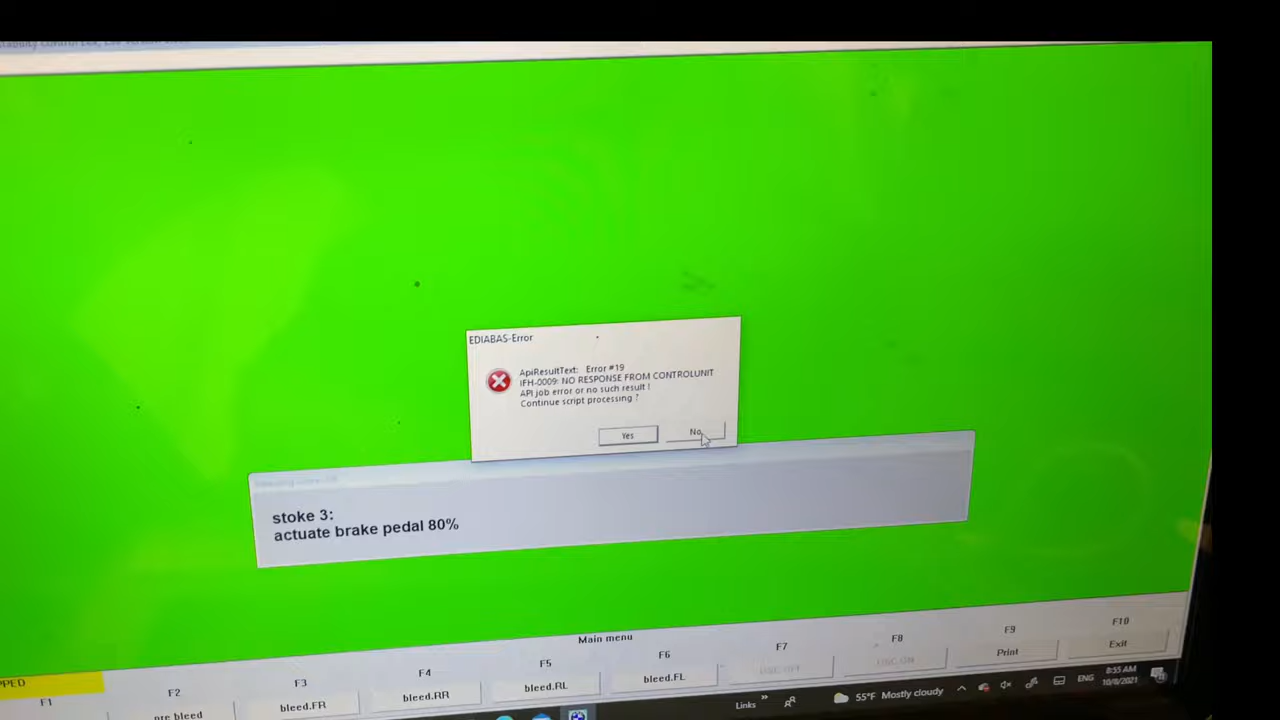 EDIABAS-Error
ApiResultText: Error #19
IFH-0009: NO RESPONSE FROM CONTROLUNIT
API job error or no such result !
Continue script processing ?
Yes
No
stoke 3:
actuate brake pedal 80%
Main menu
F1
F2
F3
F4
F5
F6
F7
F8
F9
F10
pre bleed
bleed.FR
bleed.RR
bleed.RL
bleed.FL
Print
Exit
Links
55°F Mostly cloudy
ENG
8:55 AM
10/8/2021